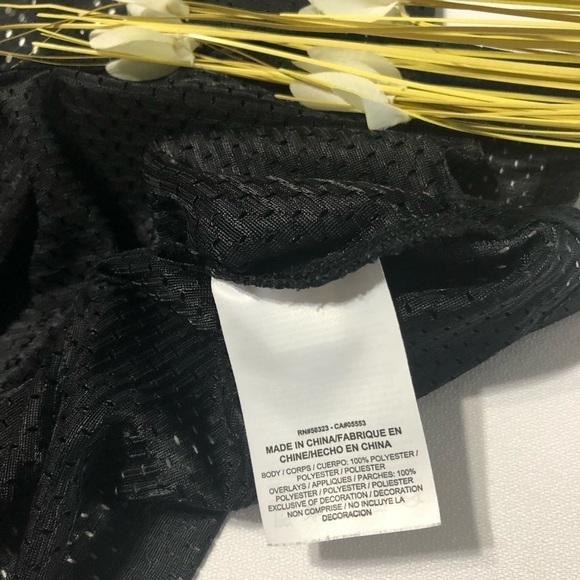 RN#56323 - CA#05553
MADE IN CHINA/FABRIQUE EN
CHINE/HECHO EN CHINA
BODY / CORPS / CUERPO: 100% POLYESTER /
POLYESTER / POLIESTER
OVERLAYS / APPLIQUES / PARCHES: 100%
POLYESTER / POLYESTER / POLIESTER
EXCLUSIVE OF DECORATION / DECORATION
NON COMPRISE / NO INCLUYE LA
DECORACION